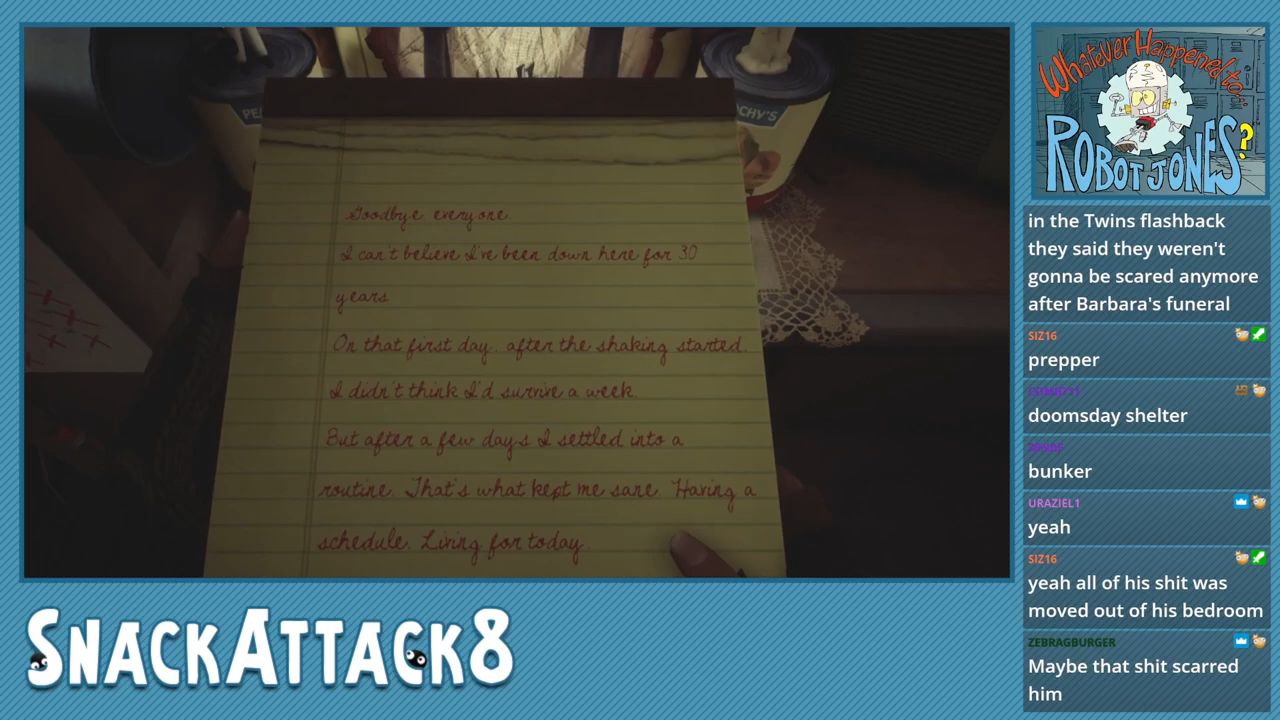 PE
CHY'S
Goodbye everyone
I can't believe I've been down here for 30
years
On that first day, after the shaking started,
I didn't think I'd survive a week.
But after a few days I settled into a
routine. That's what kept me sane. Having a
schedule. Living for today.
SNACKATTACK8
Whatever Happened to...
ROBOT JONES?
in the Twins flashback
they said they weren't
gonna be scared anymore
after Barbara's funeral
SIZ16
prepper
doomsday shelter
bunker
URAZIEL1
yeah
SIZ16
yeah all of his shit was
moved out of his bedroom
ZEBRAGBURGER
Maybe that shit scarred
him